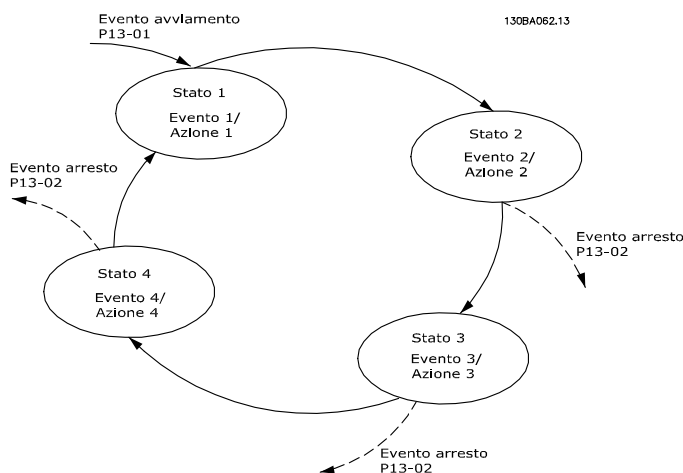 Evento avvlamento
P13-01
130BA062.13
Stato 1
Evento 1/
Azione 1
Stato 2
Evento 2/
Azione 2
Evento arresto
P13-02
Evento arresto
P13-02
Stato 4
Evento 4/
Azione 4
Stato 3
Evento 3/
Azione 3
Evento arresto
P13-02